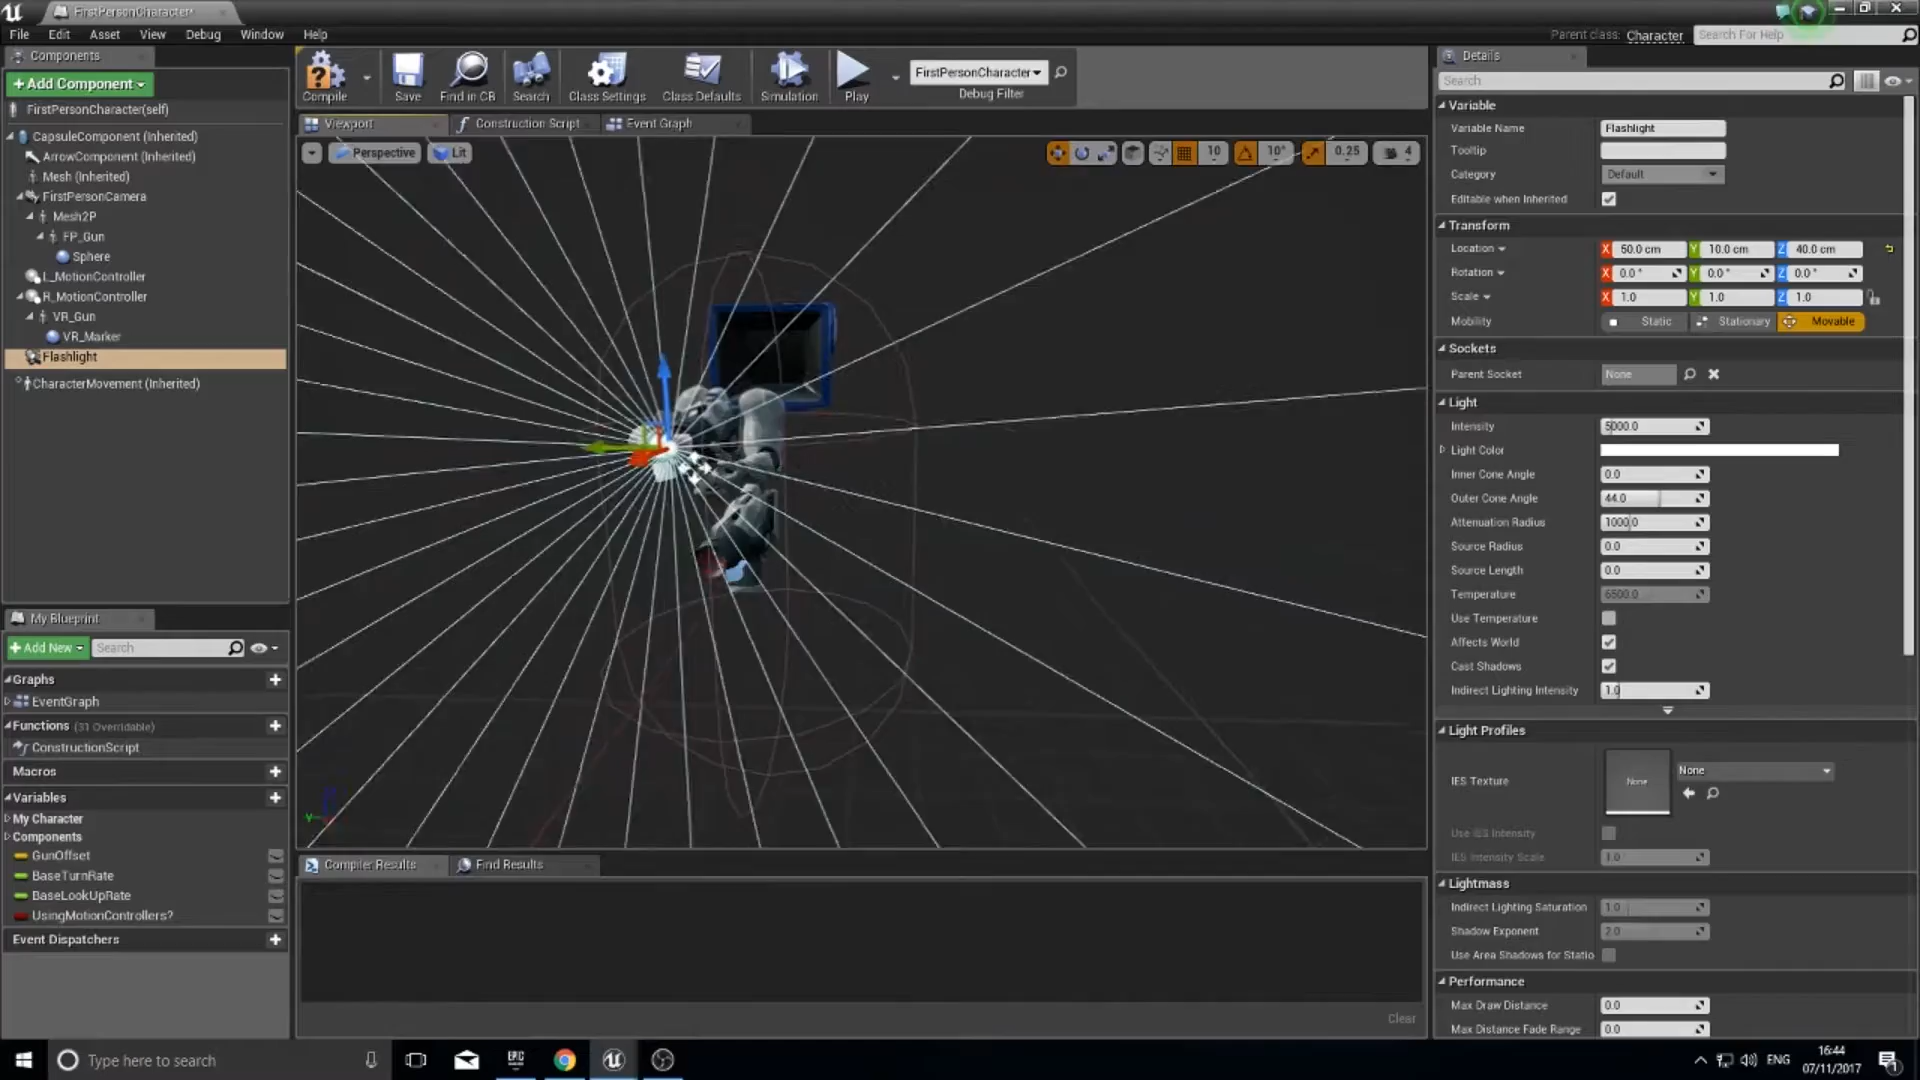 FirstPersonCharacter*
File Edit Asset View Debug Window Help
Parent class: Character
Search For Help
Components
+ Add Component
FirstPersonCharacter(self)
CapsuleComponent (Inherited)
ArrowComponent (Inherited)
Mesh (Inherited)
FirstPersonCamera
Mesh2P
FP_Gun
Sphere
L_MotionController
R_MotionController
VR_Gun
VR_Marker
Flashlight
CharacterMovement (Inherited)
My Blueprint
+ Add New
Search
Graphs
EventGraph
Functions (31 Overridable)
ConstructionScript
Macros
Variables
My Character
Components
GunOffset
BaseTurnRate
BaseLookUpRate
UsingMotionControllers?
Event Dispatchers
Compile
Save
Find in CB
Search
Class Settings
Class Defaults
Simulation
Play
FirstPersonCharacter
Debug Filter
Viewport
Construction Script
Event Graph
Perspective
Lit
10
10°
0.25
4
Compiler Results
Find Results
Clear
Details
Search
Variable
Variable Name Flashlight
Tooltip
Category Default
Editable when Inherited
Transform
Location X 50.0 cm Y 10.0 cm Z 40.0 cm
Rotation X 0.0 ° Y 0.0 ° Z 0.0 °
Scale X 1.0 Y 1.0 Z 1.0
Mobility Static Stationary Movable
Sockets
Parent Socket None
Light
Intensity 5000.0
Light Color
Inner Cone Angle 0.0
Outer Cone Angle 44.0
Attenuation Radius 1000.0
Source Radius 0.0
Source Length 0.0
Temperature 6500.0
Use Temperature
Affects World
Cast Shadows
Indirect Lighting Intensity 1.0
Light Profiles
IES Texture None None
Use IES Intensity
IES Intensity Scale 1.0
Lightmass
Indirect Lighting Saturation 1.0
Shadow Exponent 2.0
Use Area Shadows for Statio
Performance
Max Draw Distance 0.0
Max Distance Fade Range 0.0
Type here to search
EPIC
ENG
16:44
07/11/2017
1